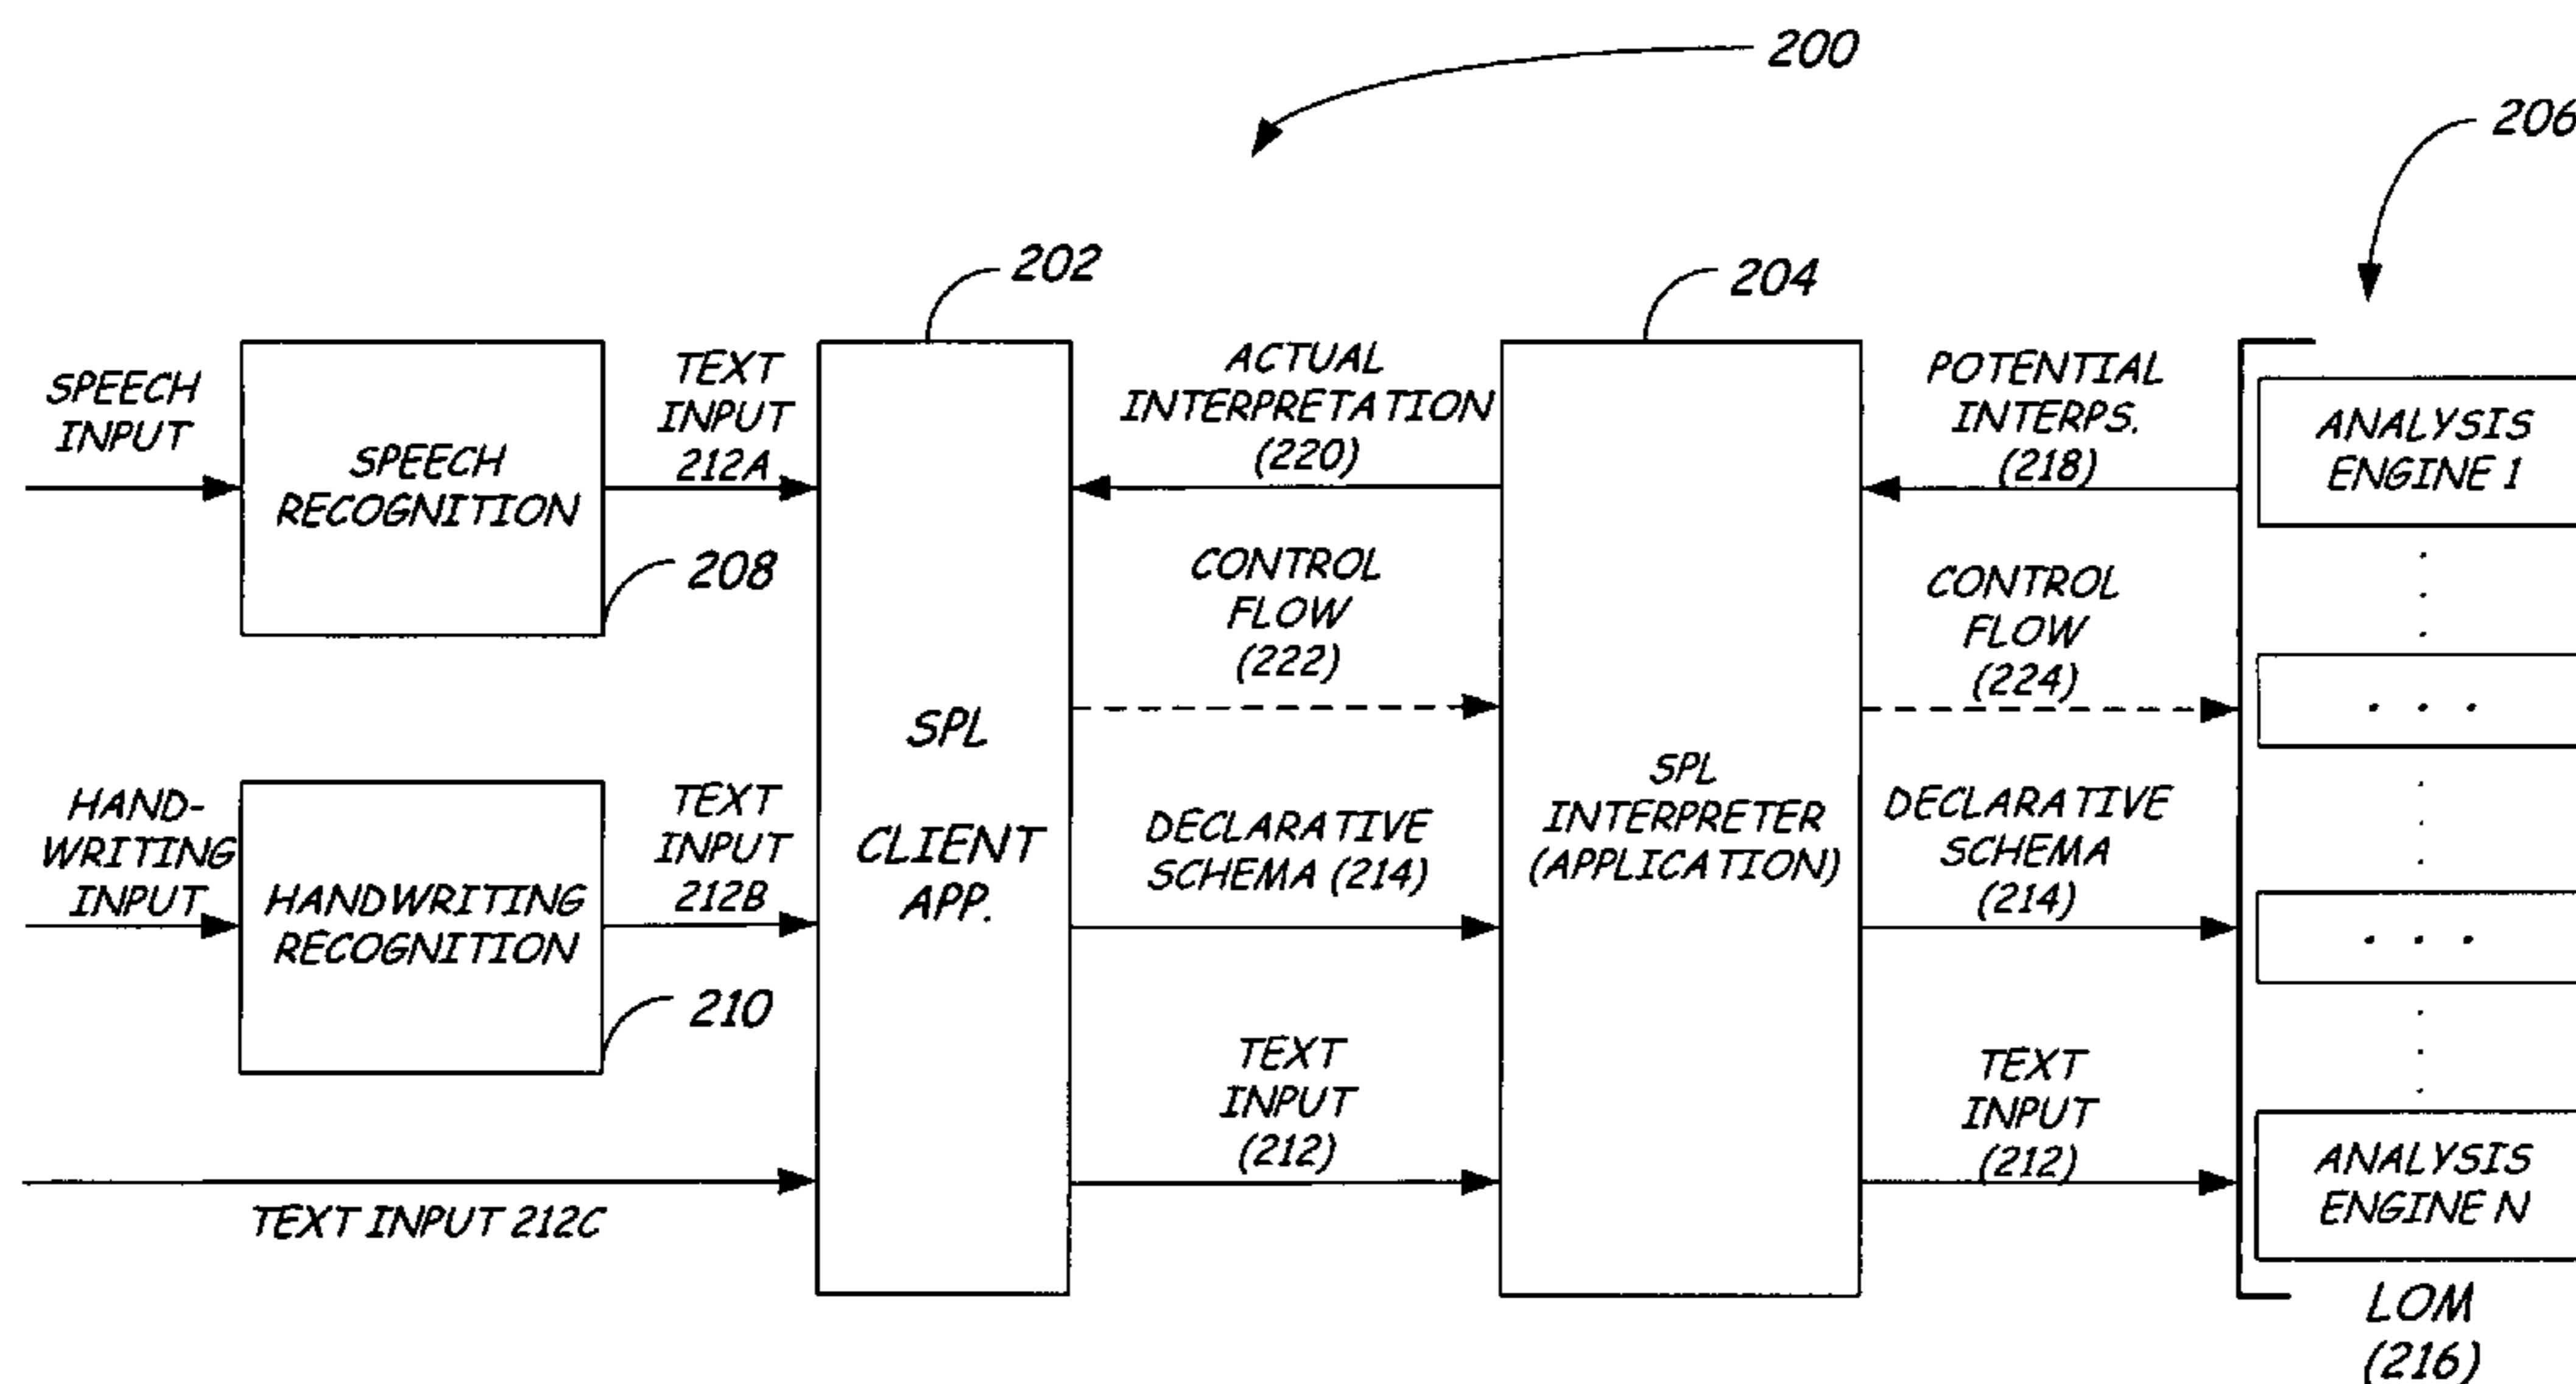 200
206
202
204
SPEECH
INPUT
SPEECH
RECOGNITION
208
TEXT
INPUT
212A
HAND-
WRITING
INPUT
HANDWRITING
RECOGNITION
210
TEXT
INPUT
212B
TEXT INPUT 212C
SPL
CLIENT
APP.
ACTUAL
INTERPRETATION
(220)
CONTROL
FLOW
(222)
DECLARATIVE
SCHEMA (214)
TEXT
INPUT
(212)
SPL
INTERPRETER
(APPLICATION)
POTENTIAL
INTERPS.
(218)
CONTROL
FLOW
(224)
DECLARATIVE
SCHEMA
(214)
TEXT
INPUT
(212)
ANALYSIS
ENGINE 1
. . .
. . .
ANALYSIS
ENGINE N
LOM
(216)